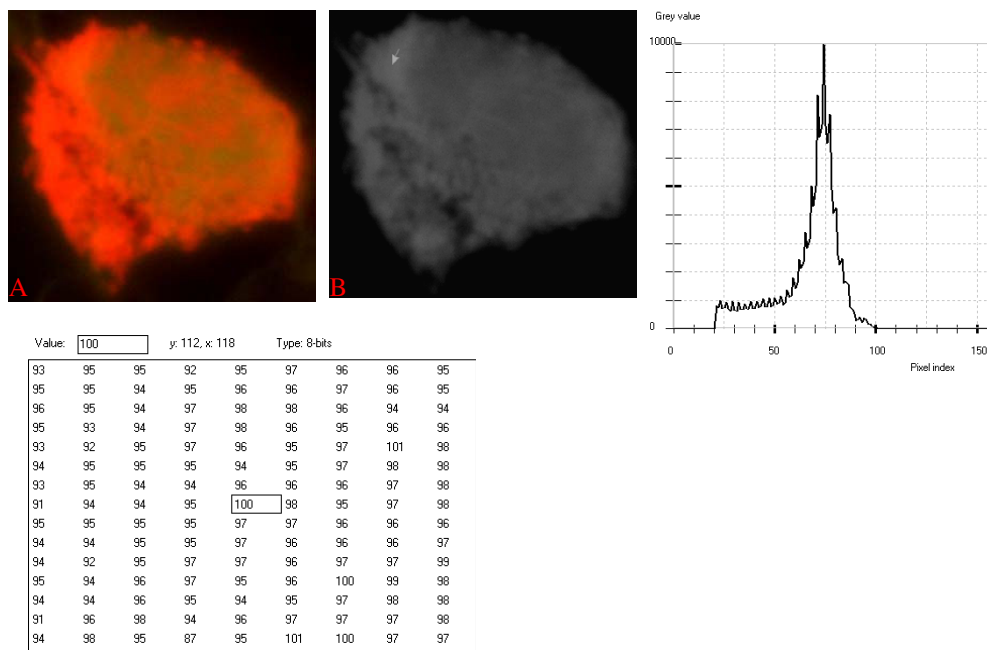 A
B
Grey value
10000
0
0 50 100 150
Pixel index
Value: 100 y: 112, x: 118 Type: 8-bits
93 95 95 92 95 97 96 96 95
95 95 94 95 96 96 97 96 95
96 95 94 97 98 98 96 94 94
95 93 94 97 98 96 95 96 96
93 92 95 97 96 95 97 101 98
94 95 95 95 94 95 97 98 98
93 95 94 94 96 96 96 97 98
91 94 94 95 100 98 95 97 98
95 95 95 95 97 97 96 96 96
94 94 95 95 97 96 96 96 97
94 92 95 97 97 96 97 97 99
95 94 96 97 95 96 100 99 98
94 94 96 95 94 95 97 98 98
91 96 98 94 96 97 97 97 98
94 98 95 87 95 101 100 97 97